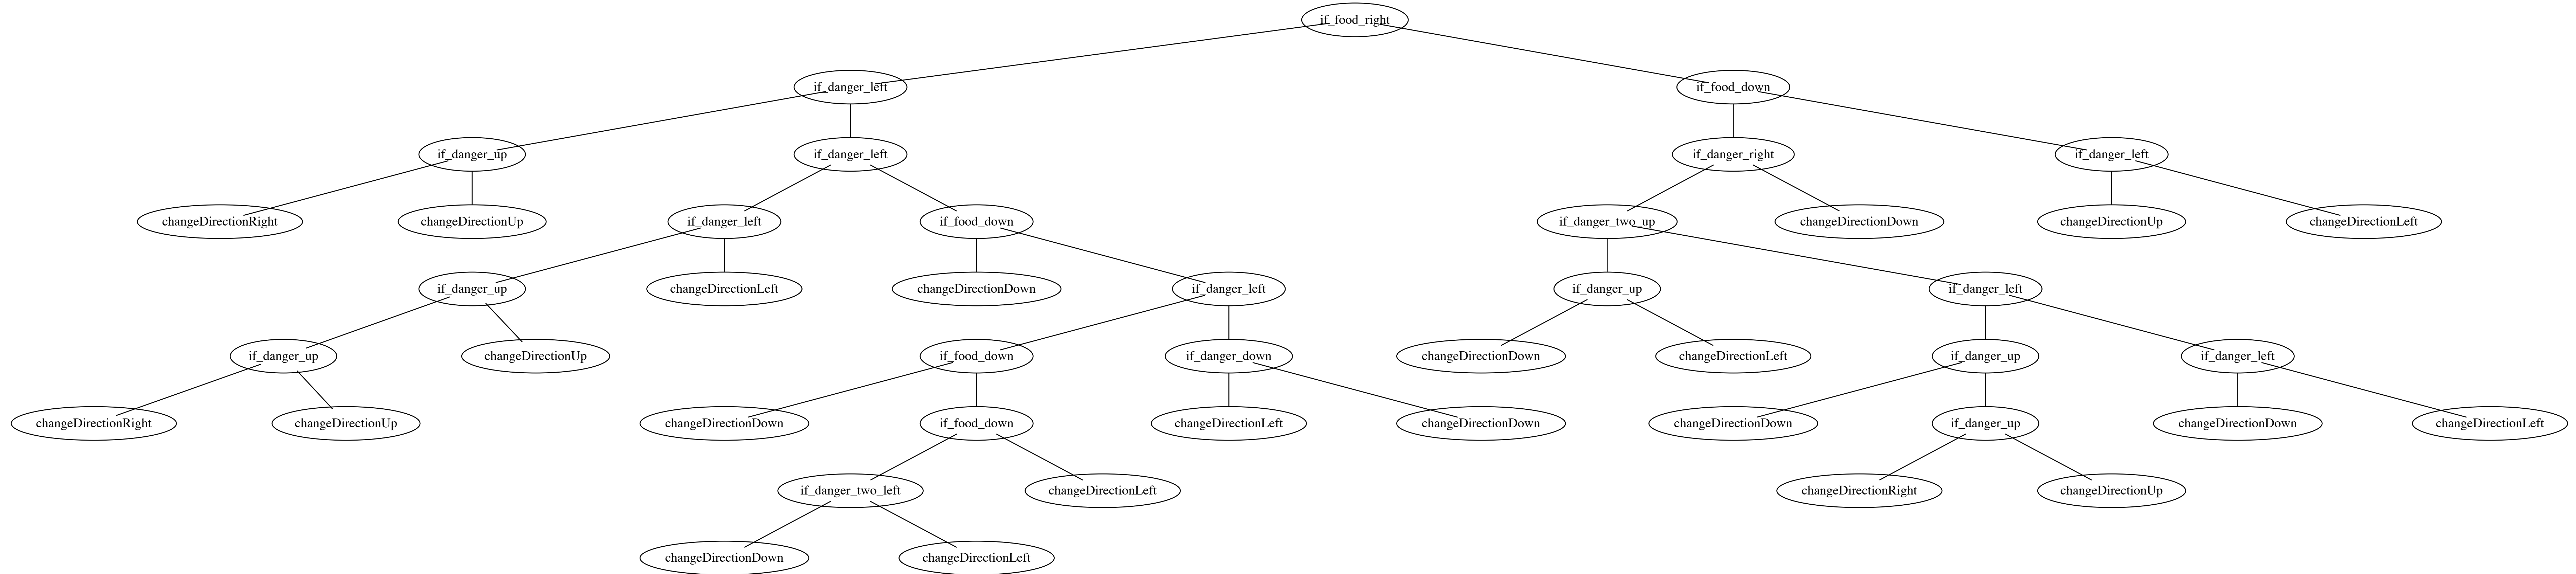 if_food_right
if_danger_left
if_food_down
if_danger_up
if_danger_left
if_danger_right
if_danger_left
changeDirectionRight
changeDirectionUp
if_danger_left
if_food_down
if_danger_two_up
changeDirectionDown
changeDirectionUp
changeDirectionLeft
if_danger_up
changeDirectionLeft
changeDirectionDown
if_danger_left
if_danger_up
if_danger_left
if_danger_up
changeDirectionUp
if_food_down
if_danger_down
changeDirectionDown
changeDirectionLeft
if_danger_up
if_danger_left
changeDirectionRight
changeDirectionUp
changeDirectionDown
if_food_down
changeDirectionLeft
changeDirectionDown
changeDirectionDown
if_danger_up
changeDirectionDown
changeDirectionLeft
if_danger_two_left
changeDirectionLeft
changeDirectionRight
changeDirectionUp
changeDirectionDown
changeDirectionLeft